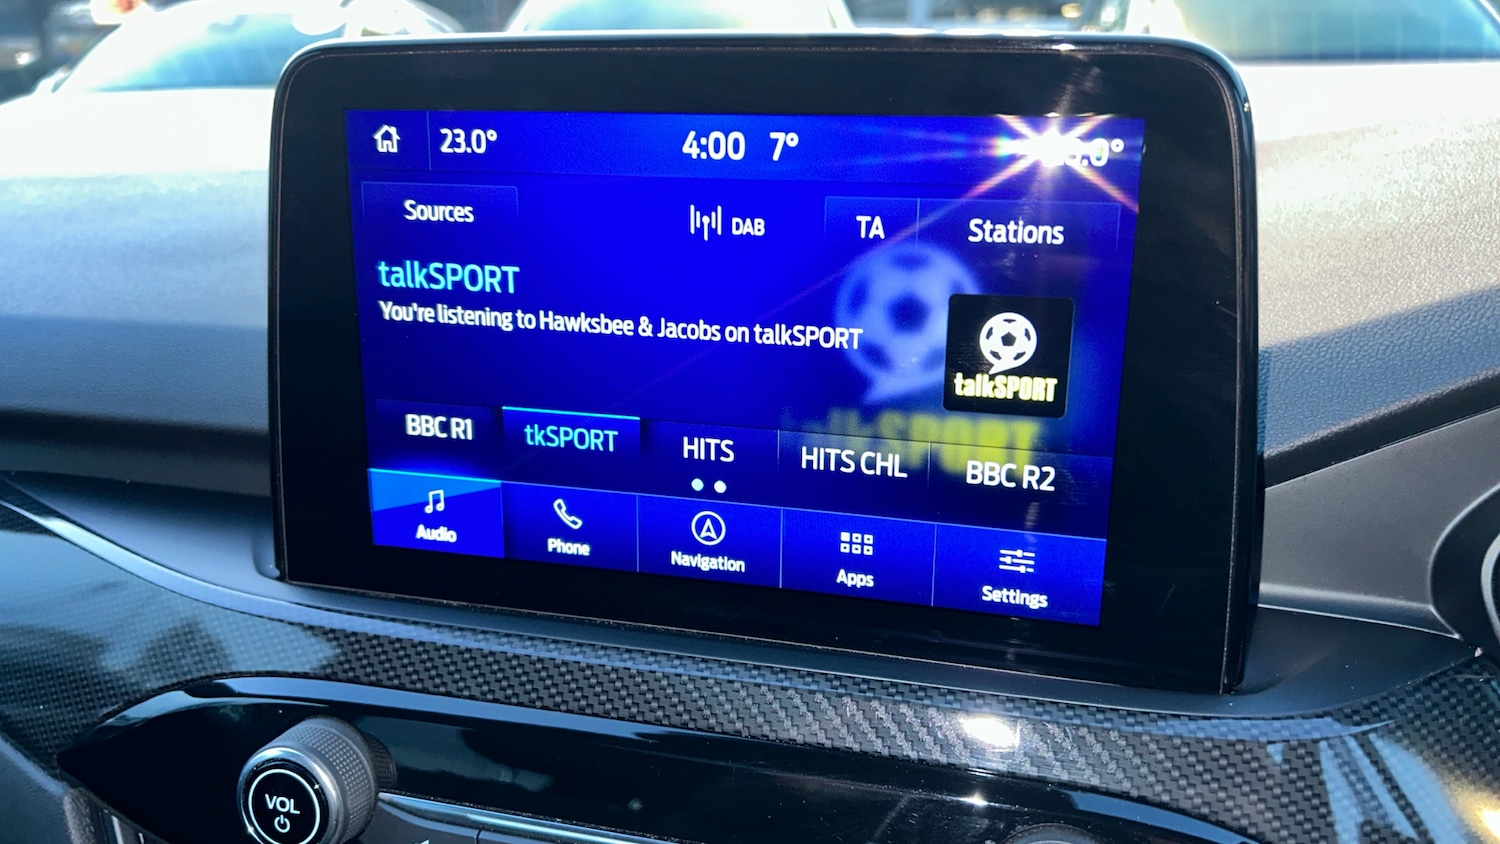 23.0° 4:00 7°
Sources DAB TA Stations
talkSPORT
You're listening to Hawksbee & Jacobs on talkSPORT
talkSPORT
BBC R1 tkSPORT HITS HITS CHL BBC R2
Audio Phone Navigation Apps Settings
VOL